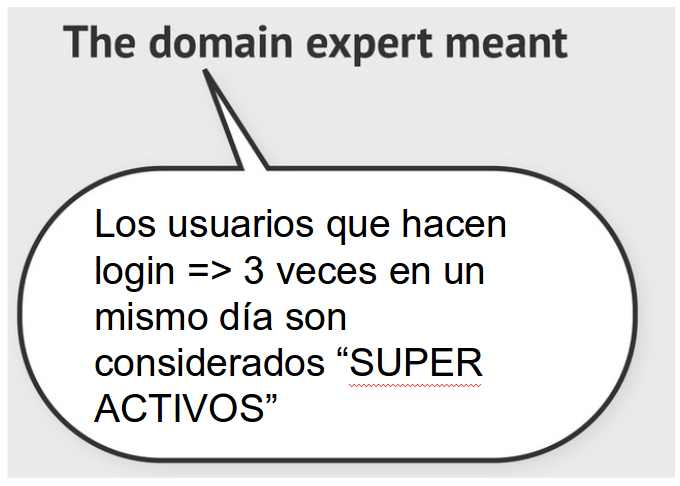 The domain expert meant
Los usuarios que hacen
login => 3 veces en un
mismo día son
considerados “SUPER
ACTIVOS”